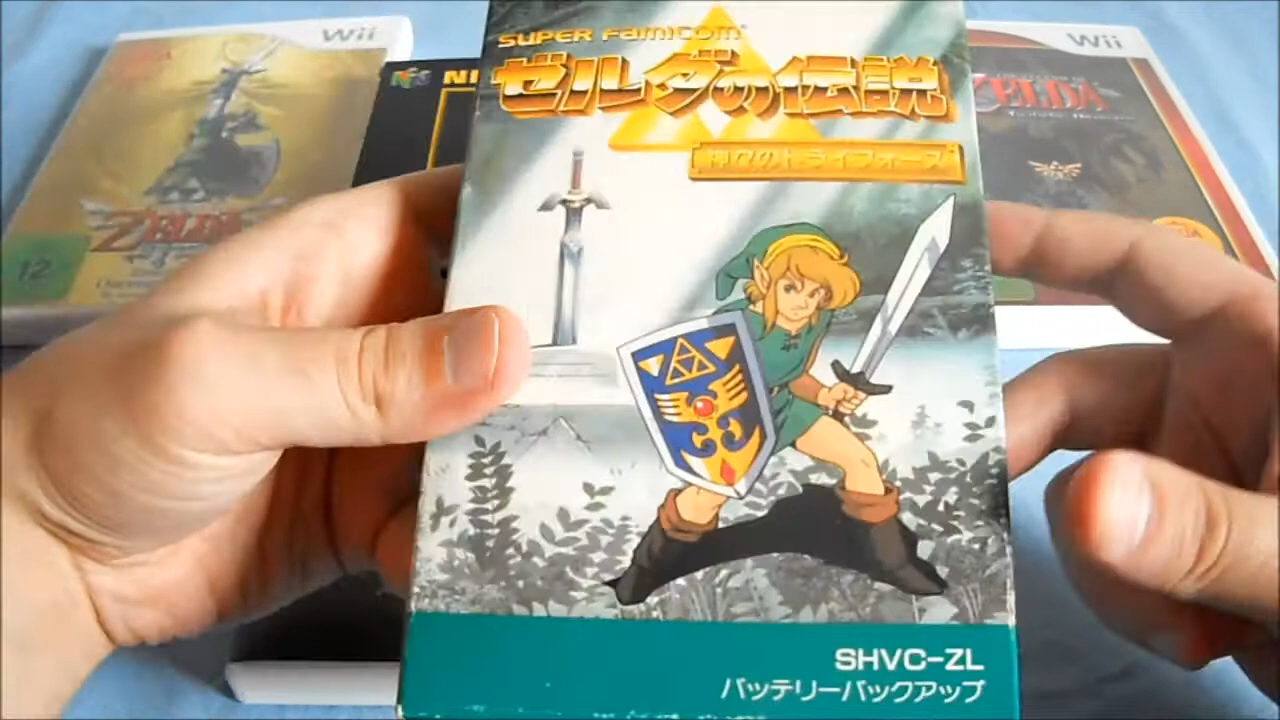 SUPER FAMICOM
ゼルダの伝説
神々のトライフォース
SHVC-ZL
バッテリーバックアップ
Wii
ZELDA
12
NI
Wii
ZELDA